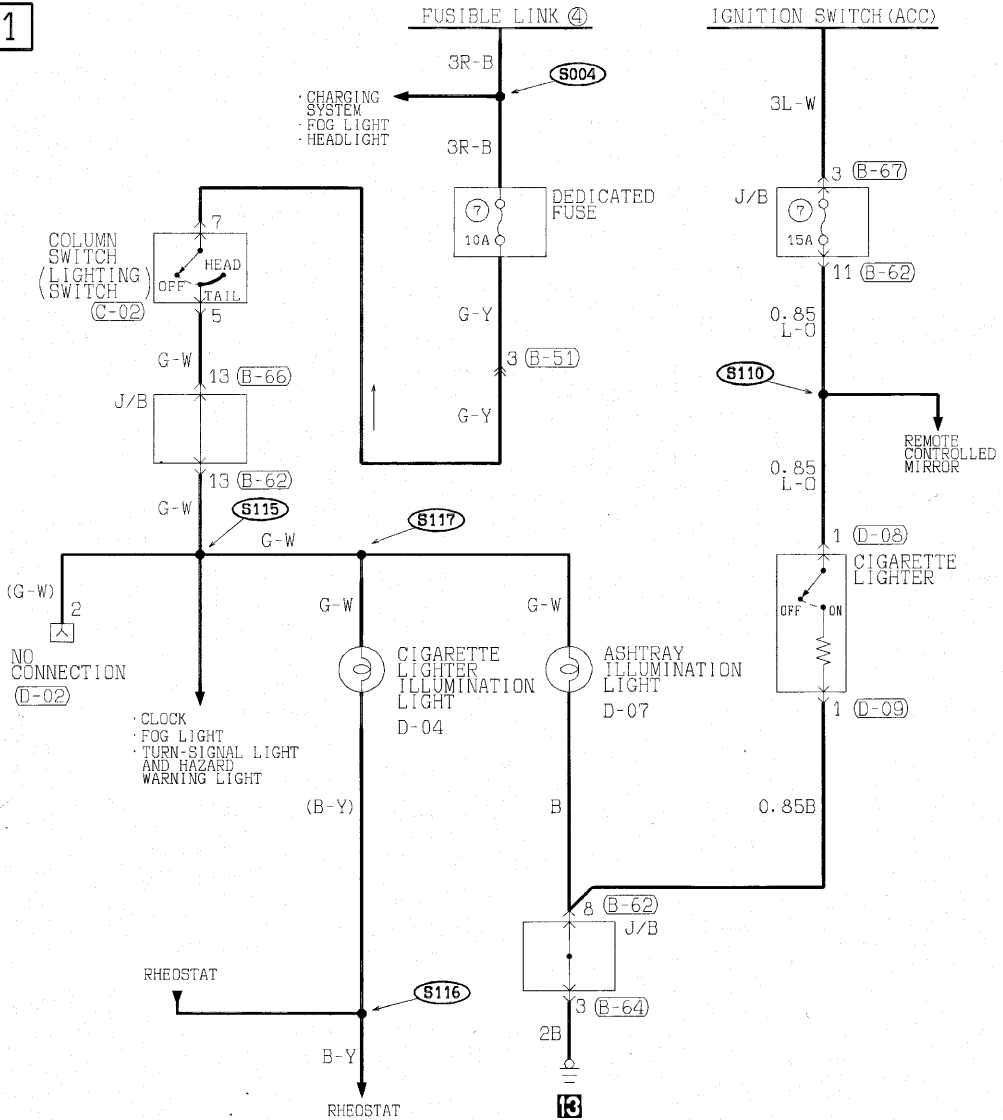 1
FUSIBLE LINK ④
IGNITION SWITCH (ACC)
3R-B
S004
· CHARGING
SYSTEM
· FOG LIGHT
· HEADLIGHT
3L-W
3R-B
3 B-67
DEDICATED
FUSE
7
10A
J/B
7
15A
7
COLUMN
SWITCH
(LIGHTING
SWITCH)
C-02
HEAD
OFF
TAIL
5
11 B-62
G-Y
0.85
L-O
G-W
3 B-51
13 B-66
S110
J/B
G-Y
REMOTE
CONTROLLED
MIRROR
0.85
L-O
13 B-62
G-W
S115
S117
G-W
1 D-08
CIGARETTE
LIGHTER
OFF
ON
(G-W)
2
G-W
G-W
NO
CONNECTION
D-02
CIGARETTE
LIGHTER
ILLUMINATION
LIGHT
D-04
ASHTRAY
ILLUMINATION
LIGHT
D-07
1 D-09
· CLOCK
· FOG LIGHT
· TURN-SIGNAL LIGHT
AND HAZARD
WARNING LIGHT
(B-Y)
B
0.85B
8 B-62
J/B
RHEOSTAT
S116
3 B-64
2B
B-Y
RHEOSTAT
13